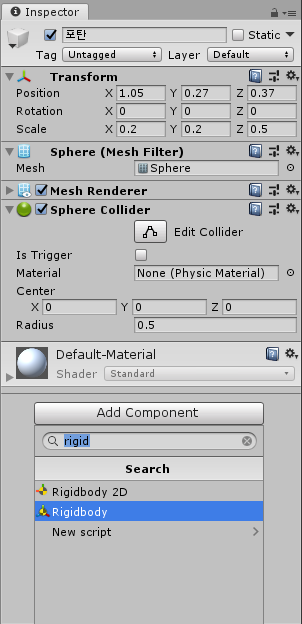 Inspector
포탄
Static
Tag Untagged Layer Default
Transform
Position X 1.05 Y 0.27 Z 0.37
Rotation X 0 Y 0 Z 0
Scale X 0.2 Y 0.2 Z 0.5
Sphere (Mesh Filter)
Mesh Sphere
Mesh Renderer
Sphere Collider
Edit Collider
Is Trigger
Material None (Physic Material)
Center
X 0 Y 0 Z 0
Radius 0.5
Default-Material
Shader Standard
Add Component
rigid
Search
Rigidbody 2D
Rigidbody
New script